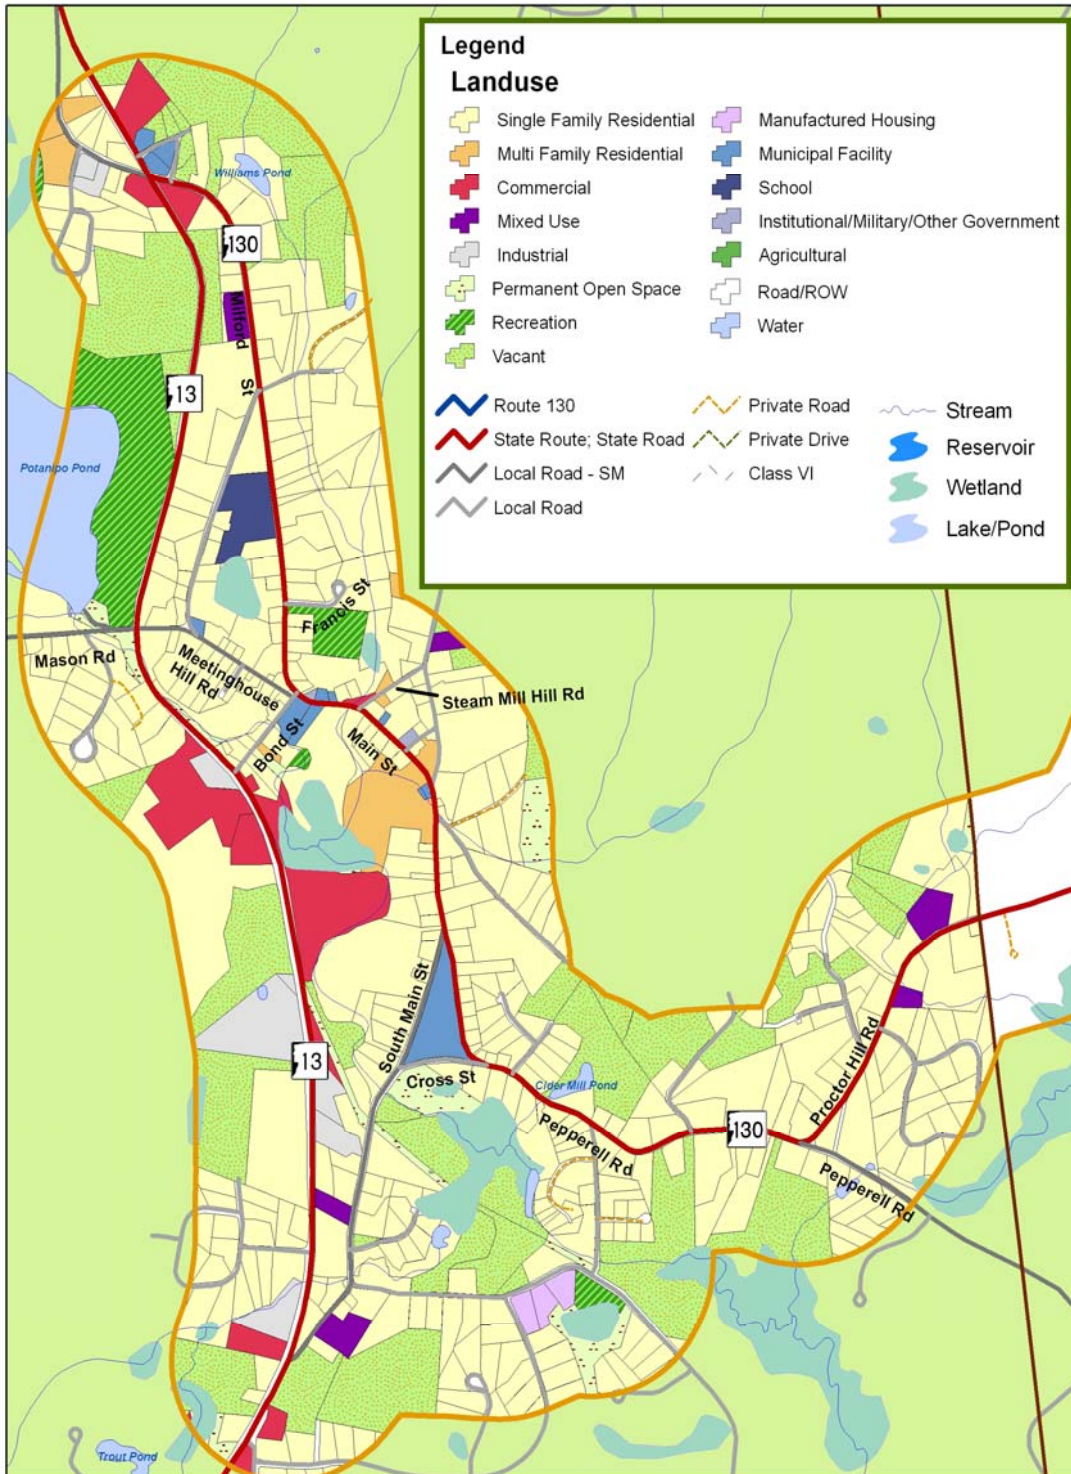 Legend
Landuse
Single Family Residential
Multi Family Residential
Commercial
Mixed Use
Industrial
Permanent Open Space
Recreation
Vacant
Manufactured Housing
Municipal Facility
School
Institutional/Military/Other Government
Agricultural
Road/ROW
Water
Route 130
State Route; State Road
Local Road - SM
Local Road
Private Road
Private Drive
Class VI
Stream
Reservoir
Wetland
Lake/Pond
Williams Pond
130
Milford St
13
Potanipo Pond
Francis St
Mason Rd
Meetinghouse
Hill Rd
Steam Mill Hill Rd
Bond St
Main St
South Main St
13
Cross St
Cider Mill Pond
Pepperell Rd
130
Proctor Hill Rd
Pepperell Rd
Trout Pond